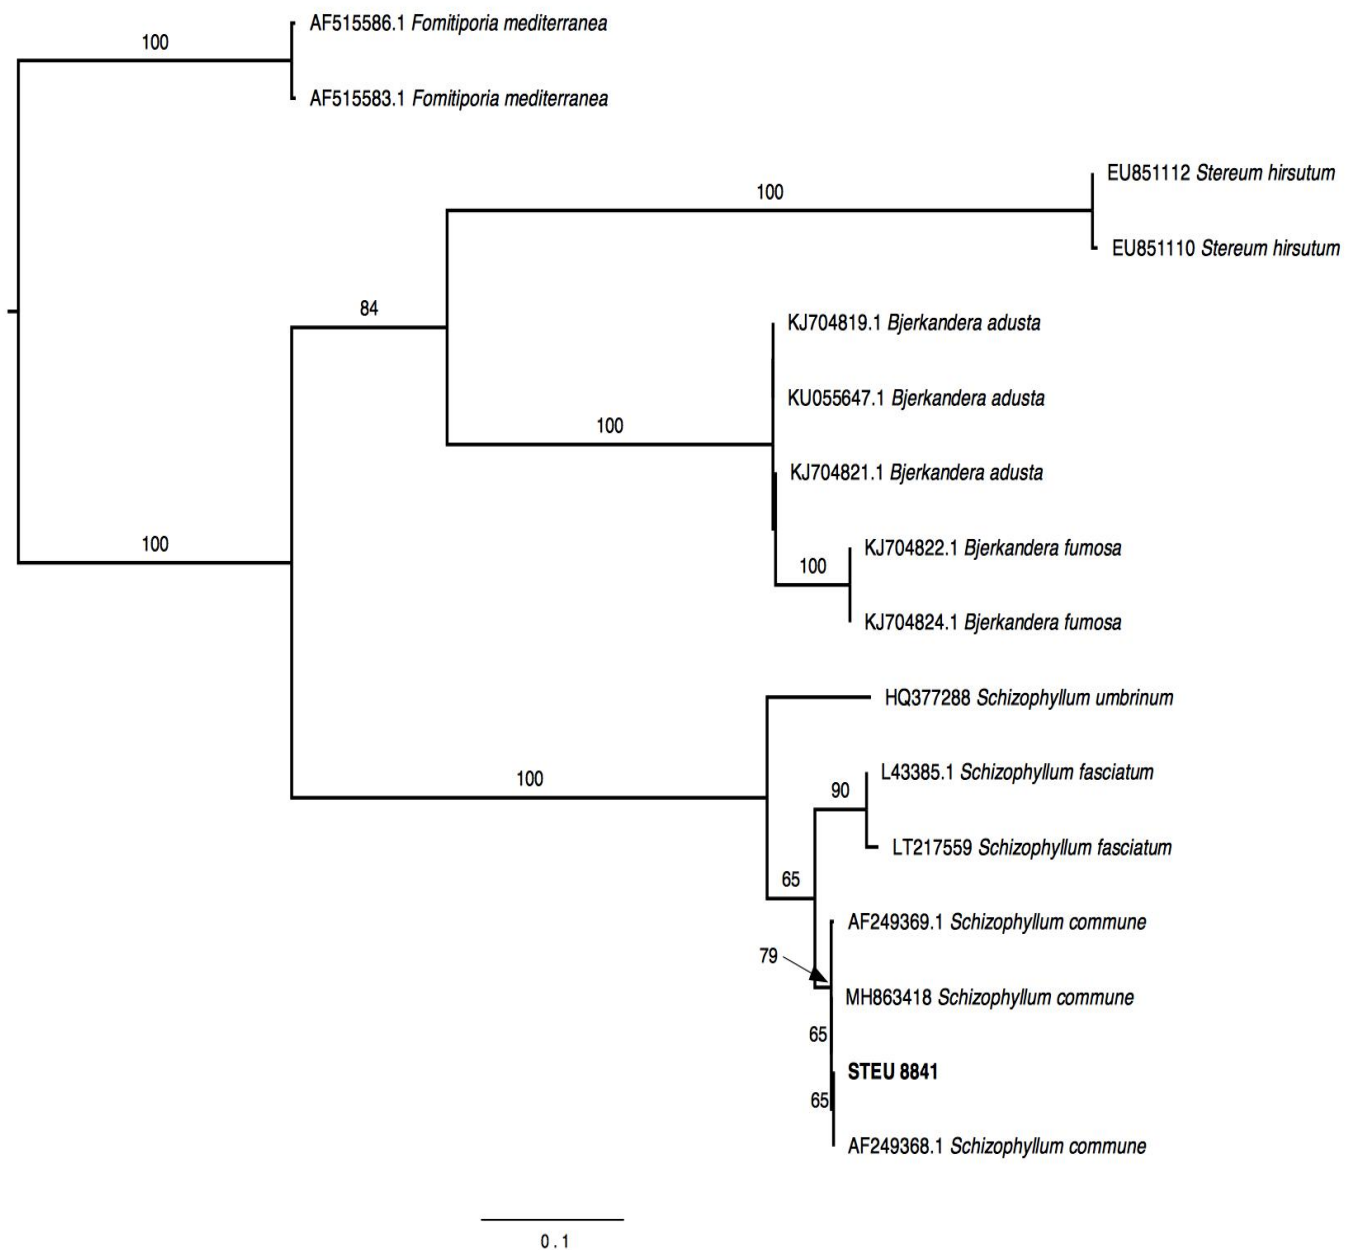 AF515586.1 Fomitiporia mediterranea
100
AF515583.1 Fomitiporia mediterranea
EU851112 Stereum hirsutum
100
EU851110 Stereum hirsutum
84
KJ704819.1 Bjerkandera adusta
KU055647.1 Bjerkandera adusta
100
KJ704821.1 Bjerkandera adusta
100
KJ704822.1 Bjerkandera fumosa
100
KJ704824.1 Bjerkandera fumosa
HQ377288 Schizophyllum umbrinum
100
L43385.1 Schizophyllum fasciatum
90
LT217559 Schizophyllum fasciatum
65
AF249369.1 Schizophyllum commune
79
MH863418 Schizophyllum commune
65
STEU 8841
65
AF249368.1 Schizophyllum commune
0.1